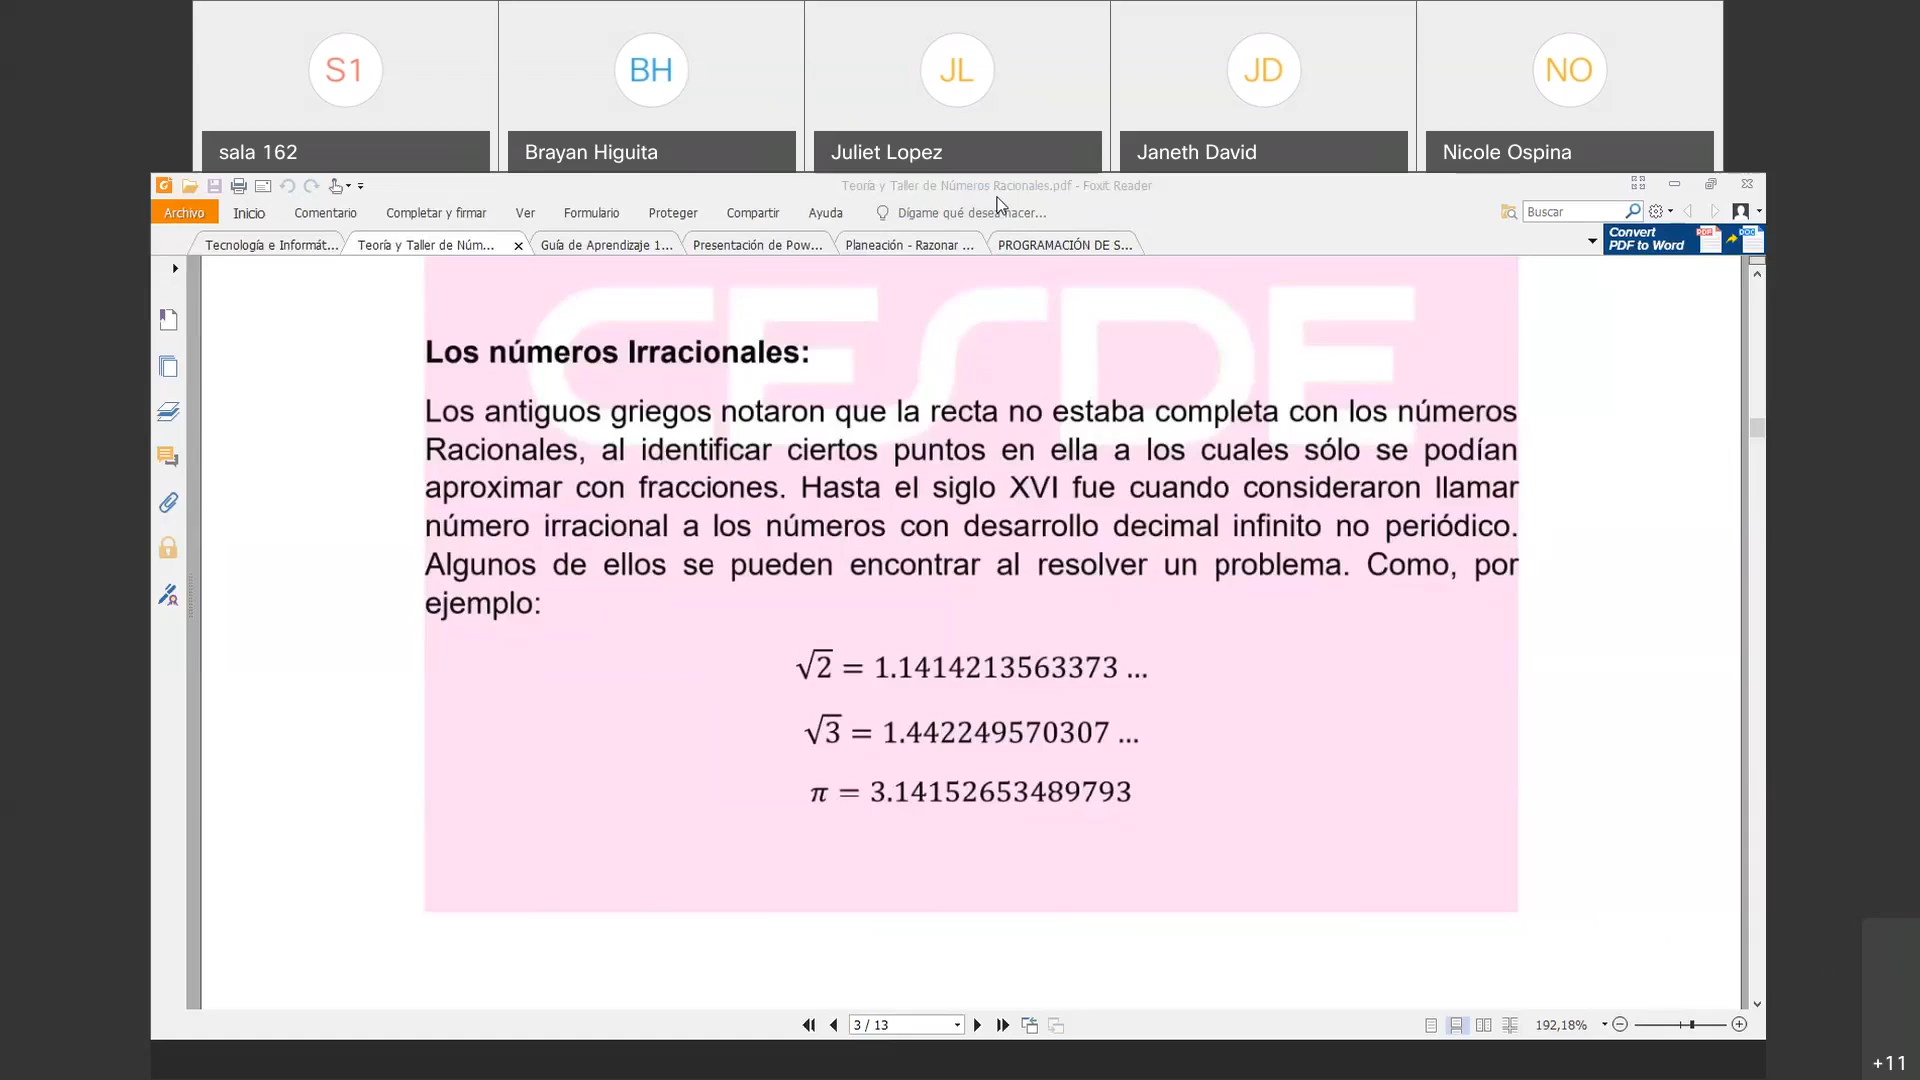 S1
BH
JL
JD
NO
sala 162
Brayan Higuita
Juliet Lopez
Janeth David
Nicole Ospina
Teoría y Taller de Números Racionales.pdf - Foxit Reader
Archivo
Inicio
Comentario
Completar y firmar
Ver
Formulario
Proteger
Compartir
Ayuda
Dígame qué desea hacer...
Buscar
Tecnología e Informát...
Teoría y Taller de Núm...
Guía de Aprendizaje 1...
Presentación de Pow...
Planeación - Razonar ...
PROGRAMACIÓN DE S...
Convert
PDF to Word
PDF
DOC
CESDE
Los números Irracionales:
Los antiguos griegos notaron que la recta no estaba completa con los números
Racionales, al identificar ciertos puntos en ella a los cuales sólo se podían
aproximar con fracciones. Hasta el siglo XVI fue cuando consideraron llamar
número irracional a los números con desarrollo decimal infinito no periódico.
Algunos de ellos se pueden encontrar al resolver un problema. Como, por
ejemplo:
√2 = 1.1414213563373 ...
√3 = 1.442249570307 ...
π = 3.14152653489793
3 / 13
192,18%
+11